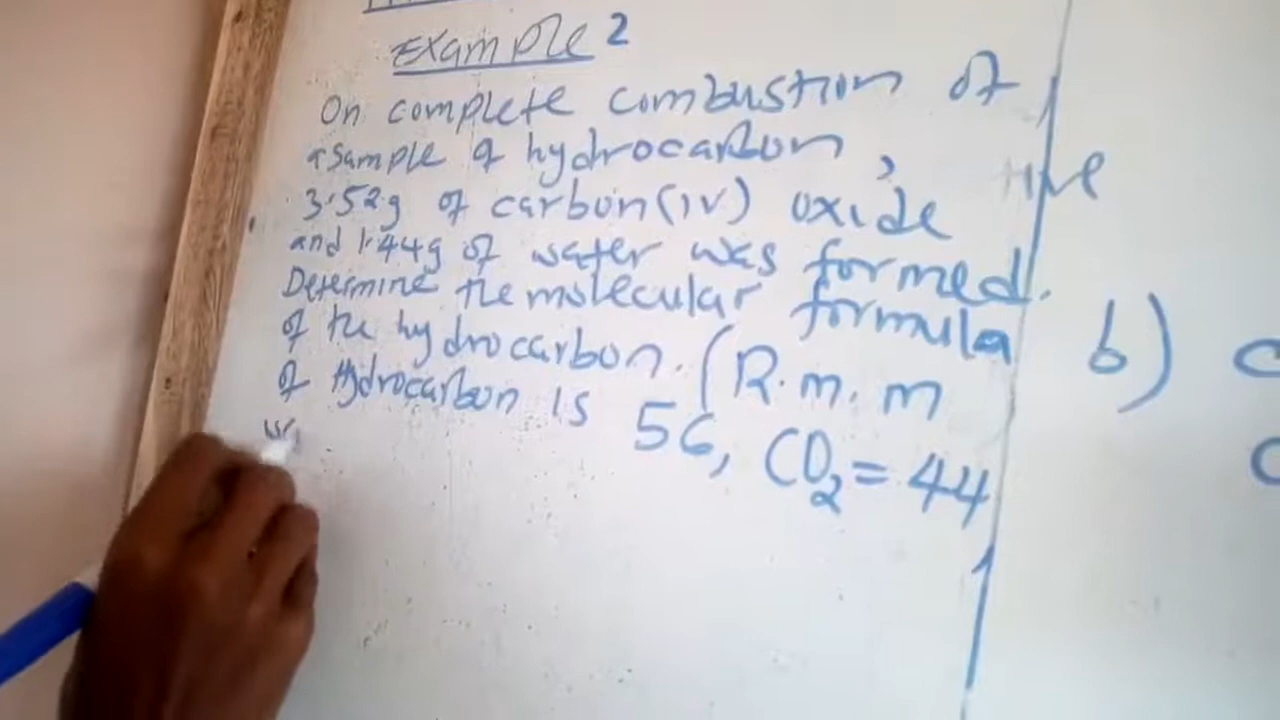 Example 2
On complete combustion of
a sample of hydrocarbon,
3.52g of carbon(iv) oxide
and 1.44g of water was formed.
Determine the molecular formula
of the hydrocarbon. (R.m.m
of Hydrocarbon is 56, CO2 = 44
b)